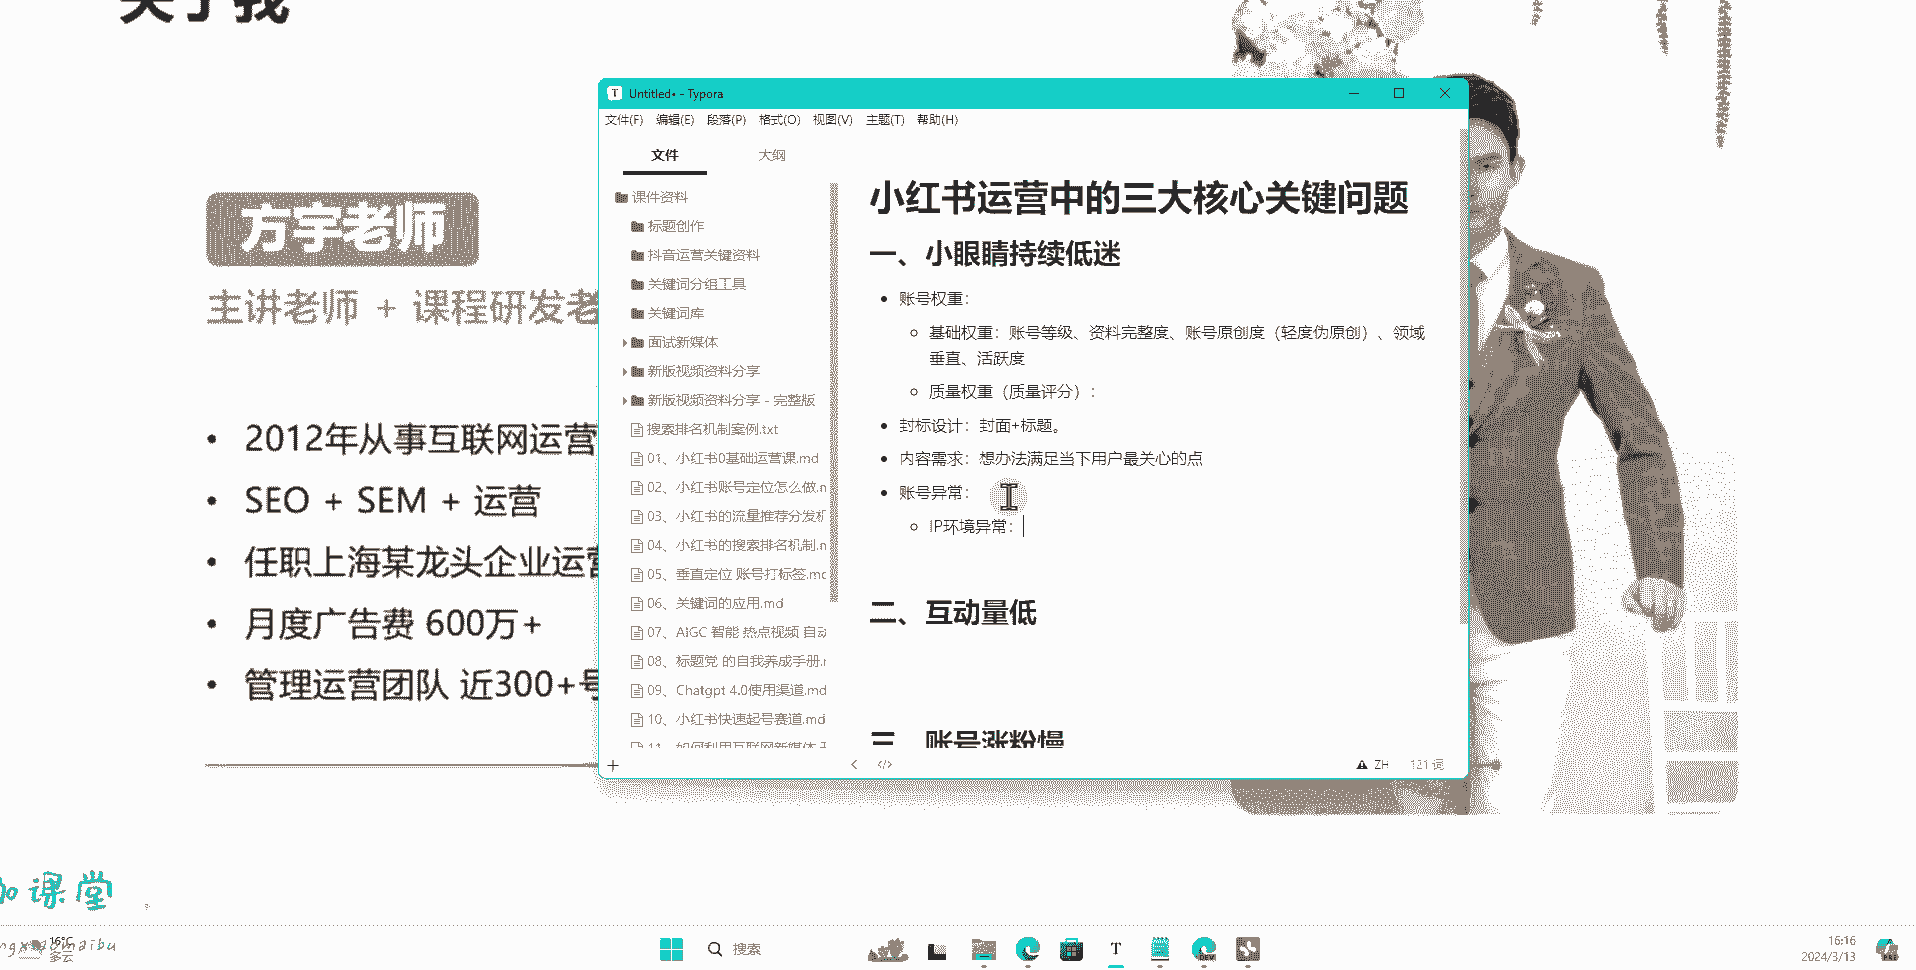 关于我
方宇老师
主讲老师 + 课程研发老
2012年从事互联网运营
SEO + SEM + 运营
任职上海某龙头企业运营
月度广告费 600万+
管理运营团队 近300+号
Untitled• - Typora
文件(F) 编辑(E) 段落(P) 格式(O) 视图(V) 主题(T) 帮助(H)
文件 大纲
课件资料
标题创作
抖音运营关键资料
关键词分组工具
关键词库
面试新媒体
新版视频资料分享
新版视频资料分享 - 完整版
搜索排名机制案例.txt
01、小红书0基础运营课.md
02、小红书账号定位怎么做.n
03、小红书的流量推荐分发机
04、小红书的搜索排名机制.n
05、垂直定位 账号打标签.mc
06、关键词的应用.md
07、AIGC 智能 热点视频 自动
08、标题党 的自我养成手册.r
09、Chatgpt 4.0使用渠道.md
10、小红书快速起号赛道.md
11、如何利用互联网新媒体
小红书运营中的三大核心关键问题
一、小眼睛持续低迷
账号权重：
基础权重：账号等级、资料完整度、账号原创度（轻度伪原创）、领域
垂直、活跃度
质量权重（质量评分）：
封标设计：封面+标题。
内容需求：想办法满足当下用户最关心的点
账号异常：
IP环境异常：
二、互动量低
三、账号涨粉慢
ZH 121 词
课堂
16°C
多云
搜索
16:16
2024/3/13